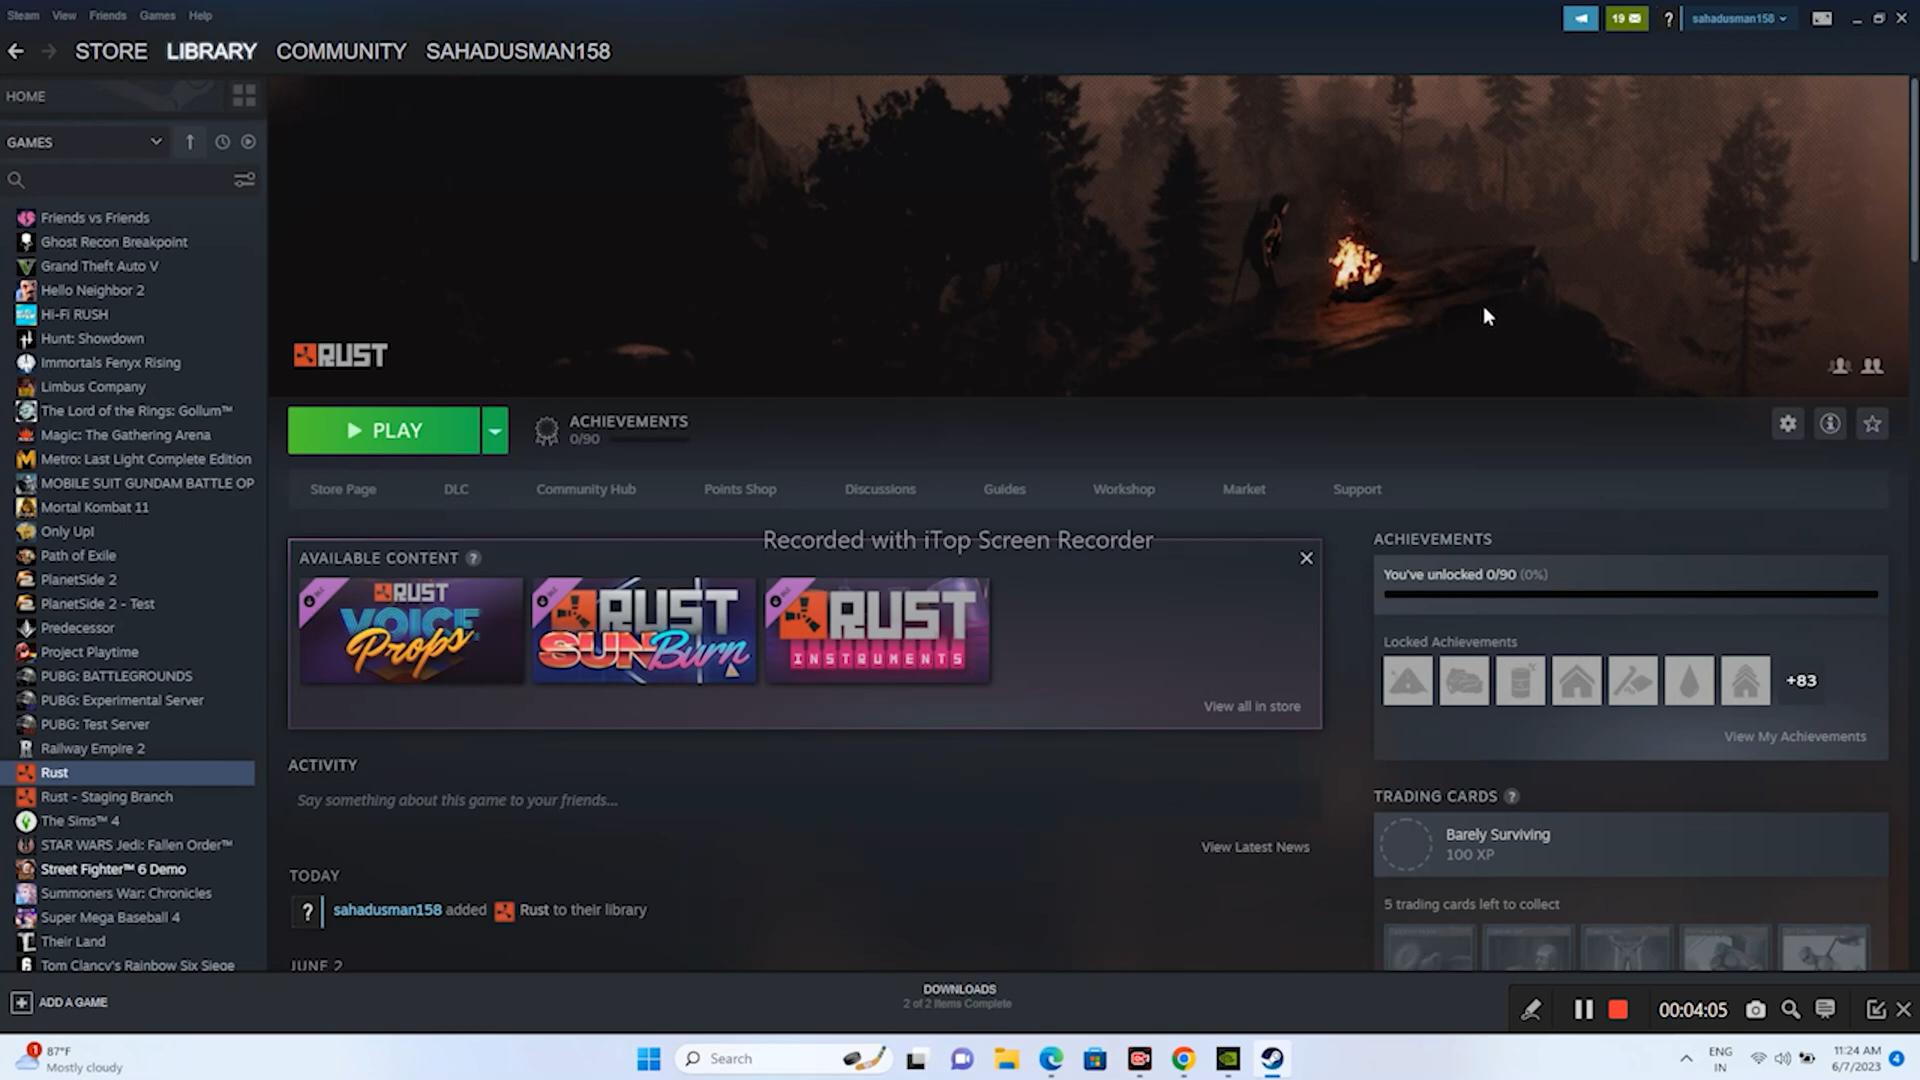 Steam View Friends Games Help
19
?
sahadusman158
STORE LIBRARY COMMUNITY SAHADUSMAN158
HOME
GAMES
Friends vs Friends
Ghost Recon Breakpoint
Grand Theft Auto V
Hello Neighbor 2
Hi-Fi RUSH
Hunt: Showdown
Immortals Fenyx Rising
Limbus Company
The Lord of the Rings: Gollum™
Magic: The Gathering Arena
Metro: Last Light Complete Edition
MOBILE SUIT GUNDAM BATTLE OP
Mortal Kombat 11
Only Up!
Path of Exile
PlanetSide 2
PlanetSide 2 - Test
Predecessor
Project Playtime
PUBG: BATTLEGROUNDS
PUBG: Experimental Server
PUBG: Test Server
Railway Empire 2
Rust
Rust - Staging Branch
The Sims™ 4
STAR WARS Jedi: Fallen Order™
Street Fighter™ 6 Demo
Summoners War: Chronicles
Super Mega Baseball 4
Their Land
Tom Clancy's Rainbow Six Siege
ADD A GAME
RUST
PLAY
ACHIEVEMENTS
0/90
Store Page DLC Community Hub Points Shop Discussions Guides Workshop Market Support
Recorded with iTop Screen Recorder
AVAILABLE CONTENT ?
RUST VOICE Props
RUST SUNBurn
RUST INSTRUMENTS
View all in store
ACTIVITY
Say something about this game to your friends...
View Latest News
TODAY
? sahadusman158 added Rust to their library
JUNE 2
ACHIEVEMENTS
You've unlocked 0/90 (0%)
Locked Achievements
+83
View My Achievements
TRADING CARDS ?
Barely Surviving
100 XP
5 trading cards left to collect
DOWNLOADS
2 of 2 Items Complete
00:04:05
1
87°F
Mostly cloudy
Search
ENG
IN
11:24 AM
6/7/2023
4